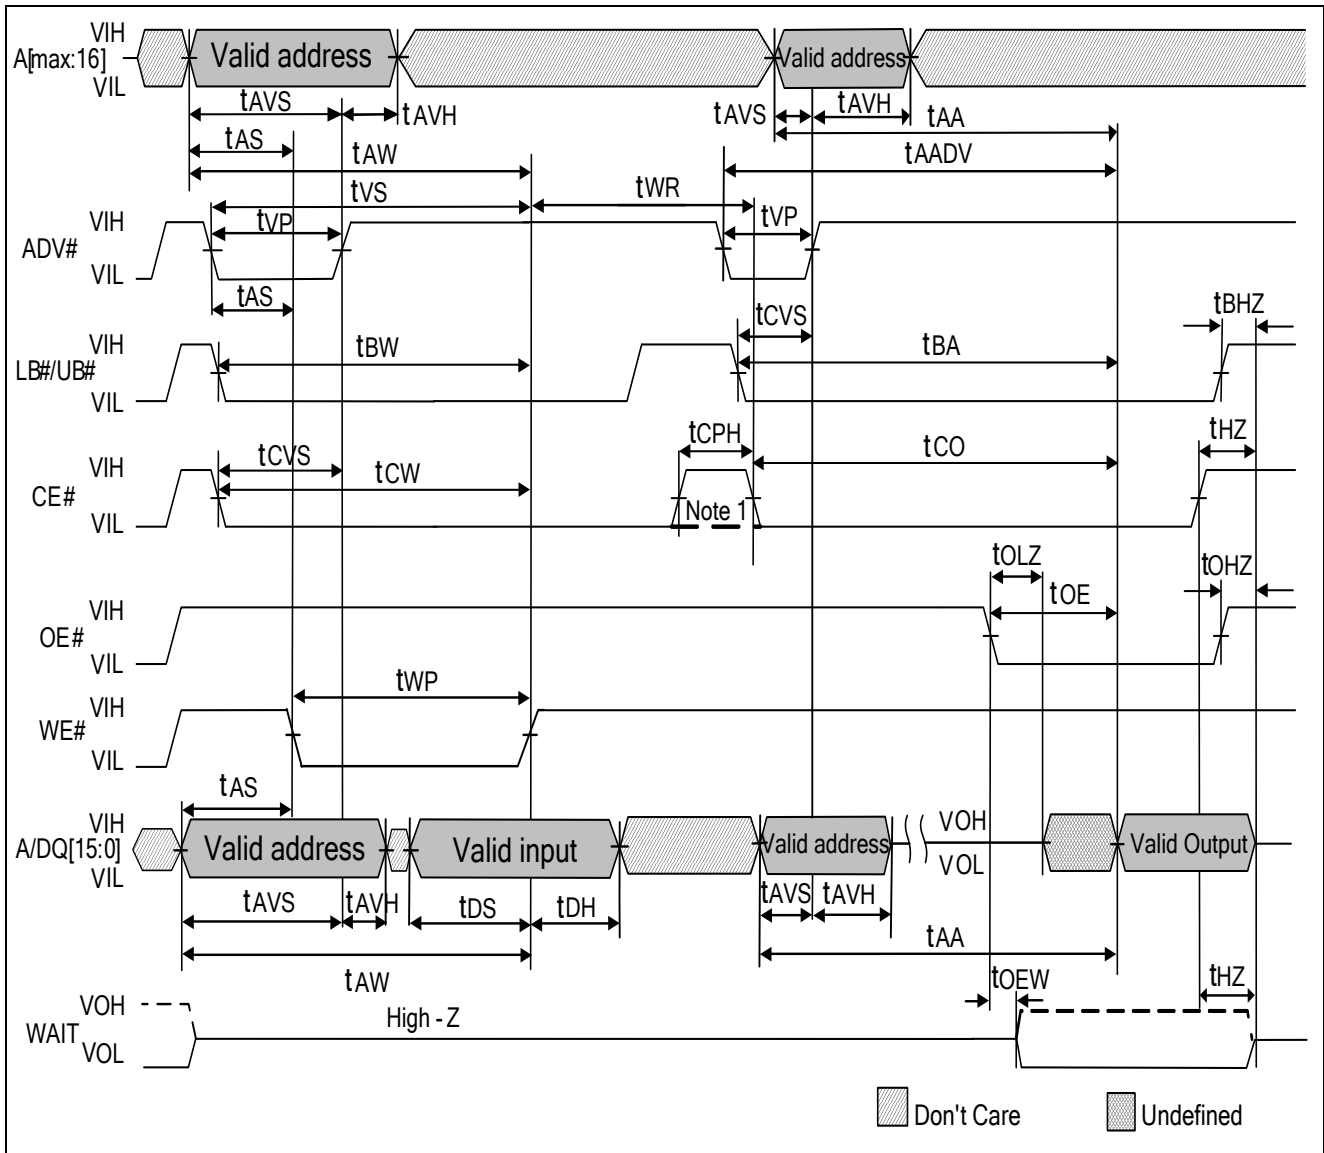 VIH
A[max:16]
VIL
Valid address
Valid address
tAVS
tAVH
tAVS
tAVH
tAS
tAW
tAA
tAADV
tVS
tWR
VIH
ADV#
VIL
tVP
tVP
tAS
tCVS
tBHZ
VIH
LB#/UB#
VIL
tBW
tBA
tCPH
tHZ
VIH
CE#
VIL
tCVS
tCW
tCO
Note 1
tOLZ
tOHZ
VIH
OE#
VIL
tOE
tWP
VIH
WE#
VIL
tAS
VIH
A/DQ[15:0]
VIL
Valid address
Valid input
Valid address
VOH
VOL
Valid Output
tAVS
tAVH
tDS
tDH
tAVS
tAVH
tAW
tAA
tOEW
tHZ
VOH
WAIT
VOL
High - Z
Don't Care
Undefined